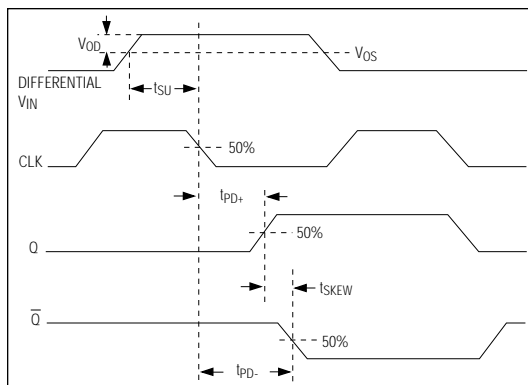 VOD
VOS
DIFFERENTIAL
VIN
tSU
50%
CLK
tPD+
50%
Q
tSKEW
Q̅
50%
tPD-